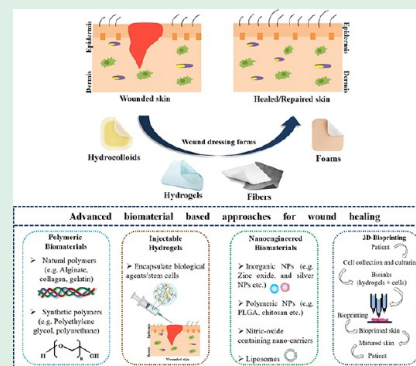 Epidermis
Dermis
Epidermis
Dermis
Wounded skin
Healed/Repaired skin
Wound dressing forms
Hydrocolloids
Foams
Hydrogels
Fibers
Advanced biomaterial based approaches for wound healing
Polymeric
Biomaterials
➢ Natural polymers
(e.g. Alginate,
collagen, gelatin)
➢ Synthetic polymers
(e.g. Polyethylene
glycol, polyurethane)
n O n OH
Injectable
Hydrogels
➢ Encapsulate biological
agents/stem cells
Epidermis
Dermis
Wounded skin
Nanoengineered
Biomaterials
➢ Inorganic NPs (e.g.
Zinc oxide, and silver
NPs etc.)
➢ Polymeric NPs (e.g.
PLGA, chitosan etc.)
➢ Nitric-oxide
containing nano-carriers
➢ Liposomes
3D-Bioprinting
Patient
Cell collection and culturing
Bioinks
(hydrogels + cells)
Bioprinting
Bioprinted skin
Matured skin
Patient